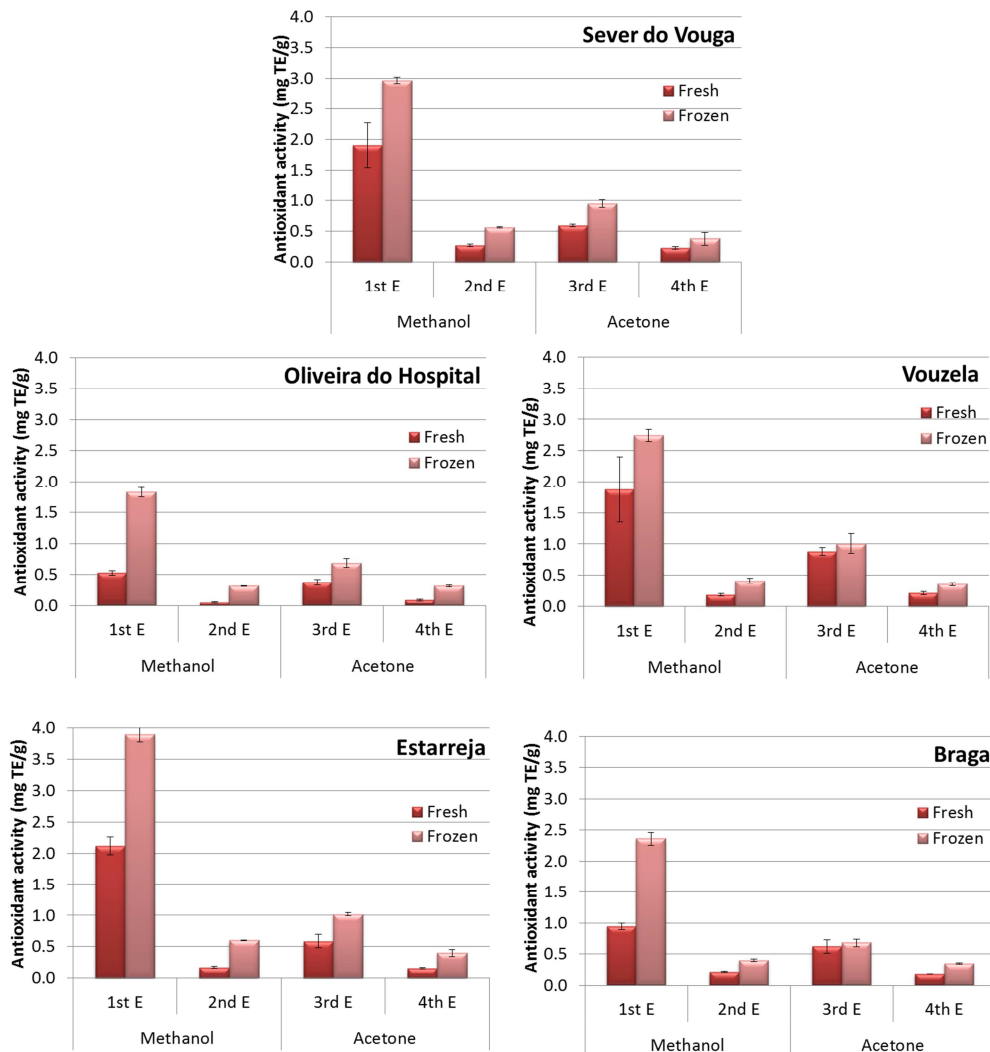 Sever do Vouga
Antioxidant activity (mg TE/g)
4.0
3.5
3.0
2.5
2.0
1.5
1.0
0.5
0.0
Fresh
Frozen
1st E
2nd E
3rd E
4th E
Methanol
Acetone
Oliveira do Hospital
Antioxidant activity (mg TE/g)
4.0
3.5
3.0
2.5
2.0
1.5
1.0
0.5
0.0
Fresh
Frozen
1st E
2nd E
3rd E
4th E
Methanol
Acetone
Vouzela
Antioxidant activity (mg TE/g)
4.0
3.5
3.0
2.5
2.0
1.5
1.0
0.5
0.0
Fresh
Frozen
1st E
2nd E
3rd E
4th E
Methanol
Acetone
Estarreja
Antioxidant activity (mg TE/g)
4.0
3.5
3.0
2.5
2.0
1.5
1.0
0.5
0.0
Fresh
Frozen
1st E
2nd E
3rd E
4th E
Methanol
Acetone
Braga
Antioxidant activity (mg TE/g)
4.0
3.5
3.0
2.5
2.0
1.5
1.0
0.5
0.0
Fresh
Frozen
1st E
2nd E
3rd E
4th E
Methanol
Acetone